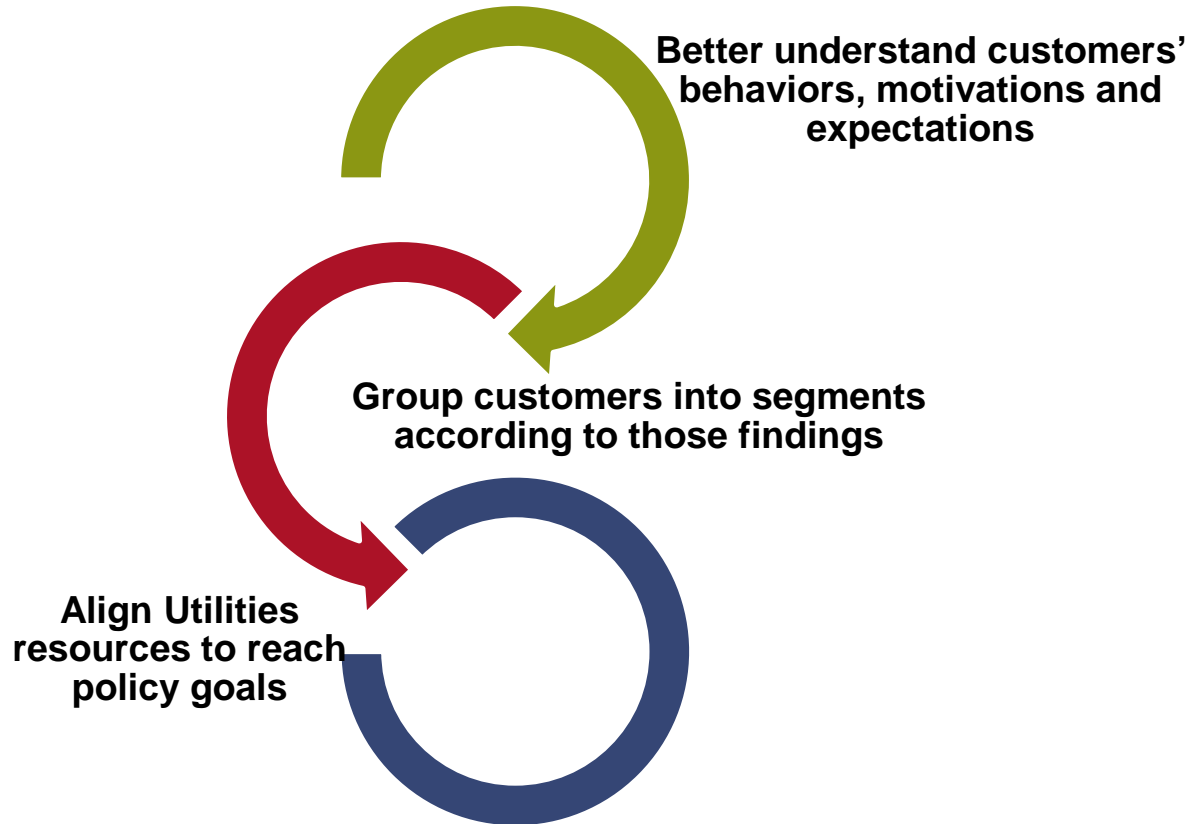 Better understand customers’
behaviors, motivations and
expectations
Group customers into segments
according to those findings
Align Utilities
resources to reach
policy goals